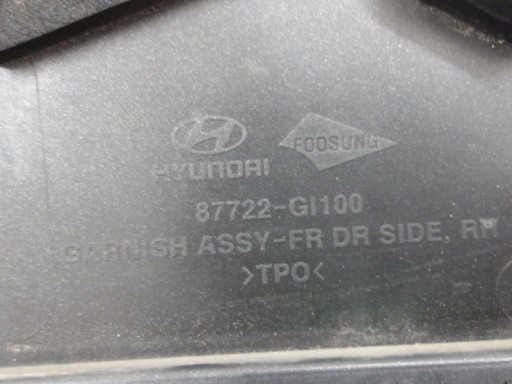 HYUNDAI
FOOSUNG
87722-GI100
GARNISH ASSY-FR DR SIDE, RH
>TPO<